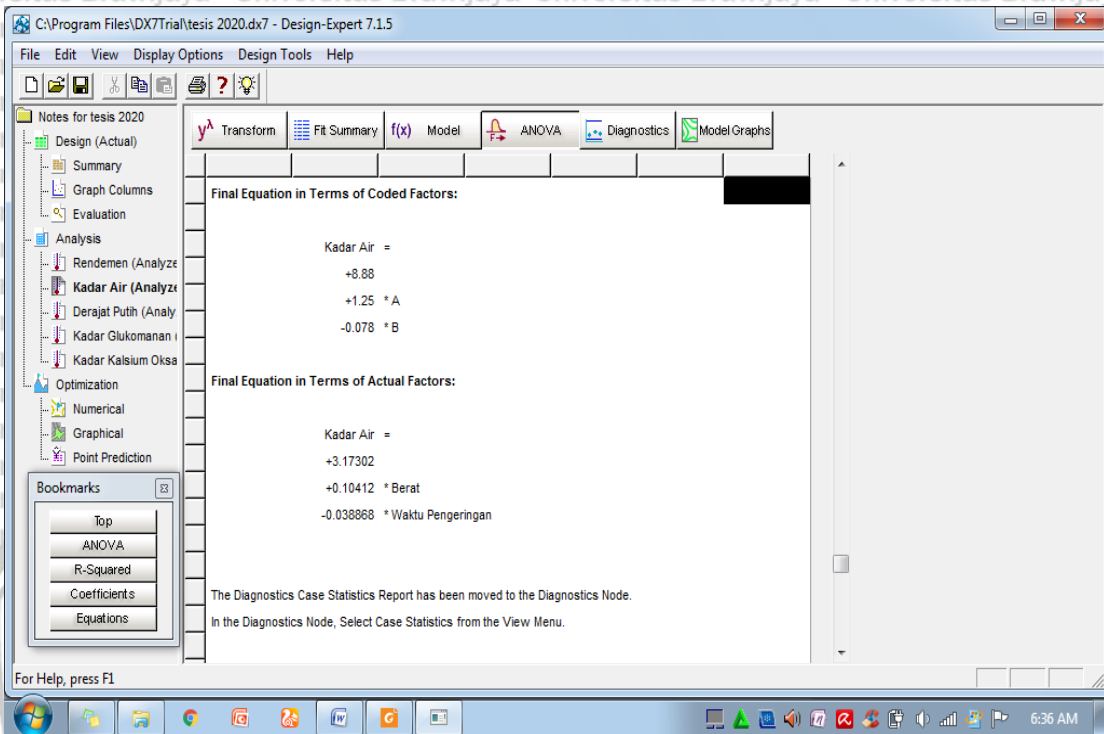 C:\Program Files\DX7Trial\tesis 2020.dx7 - Design-Expert 7.1.5
File Edit View Display Options Design Tools Help
Notes for tesis 2020
Design (Actual)
Summary
Graph Columns
Evaluation
Analysis
Rendemen (Analyze
Kadar Air (Analyze
Derajat Putih (Analy
Kadar Glukomanan (
Kadar Kalsium Oksa
Optimization
Numerical
Graphical
Point Prediction
Bookmarks
Top
ANOVA
R-Squared
Coefficients
Equations
yλ Transform Fit Summary f(x) Model ANOVA Diagnostics Model Graphs
Final Equation in Terms of Coded Factors:
Kadar Air =
+8.88
+1.25 * A
-0.078 * B
Final Equation in Terms of Actual Factors:
Kadar Air =
+3.17302
+0.10412 * Berat
-0.038868 * Waktu Pengeringan
The Diagnostics Case Statistics Report has been moved to the Diagnostics Node.
In the Diagnostics Node, Select Case Statistics from the View Menu.
For Help, press F1
6:36 AM